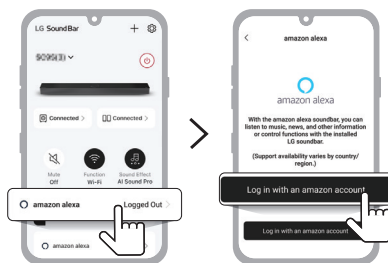 LG Sound Bar
Connected >
Connected >
Mute
Off
Function
Wi-Fi
Sound Effect
AI Sound Pro
amazon alexa
Logged Out >
amazon alexa
amazon alexa
amazon alexa
With the amazon alexa soundbar, you can
listen to music, news, and other information
or control functions with the installed
LG soundbar.
(Support availability varies by country/
region.)
Log in with an amazon account
Log in with an amazon account